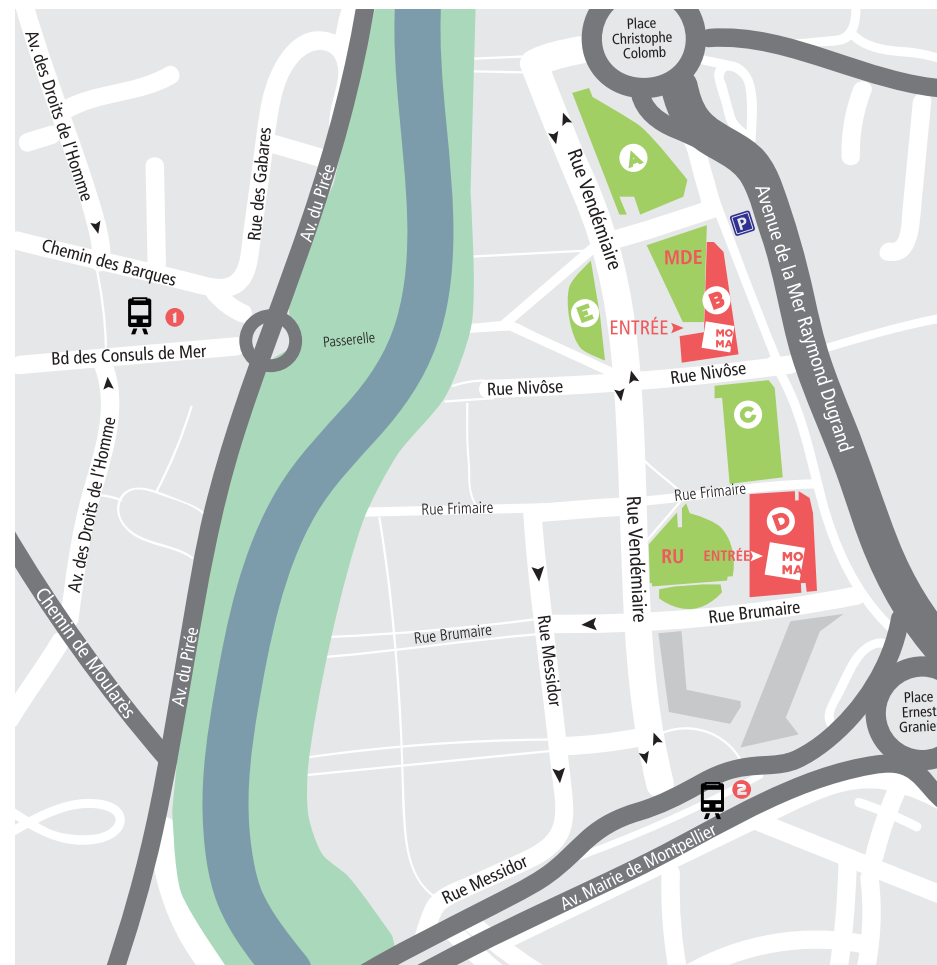 Place
Christophe
Colomb
Av. des Droits de l'Homme
Rue des Gabares
Av. du Pirée
Rue Vendémiaire
A
P
Avenue de la Mer Raymond Dugrand
Chemin des Barques
MDE
B
E
1
ENTRÉE
MO
MA
Passerelle
Bd des Consuls de Mer
Rue Nivôse
Rue Nivôse
C
Av. des Droits de l'Homme
Rue Frimaire
Rue Frimaire
Rue Vendémiaire
D
RU
ENTRÉE
MO
MA
Chemin de Moularès
Rue Brumaire
Rue Brumaire
Av. du Pirée
Rue Messidor
Place
Ernest
Granie
2
Rue Messidor
Av. Mairie de Montpellier